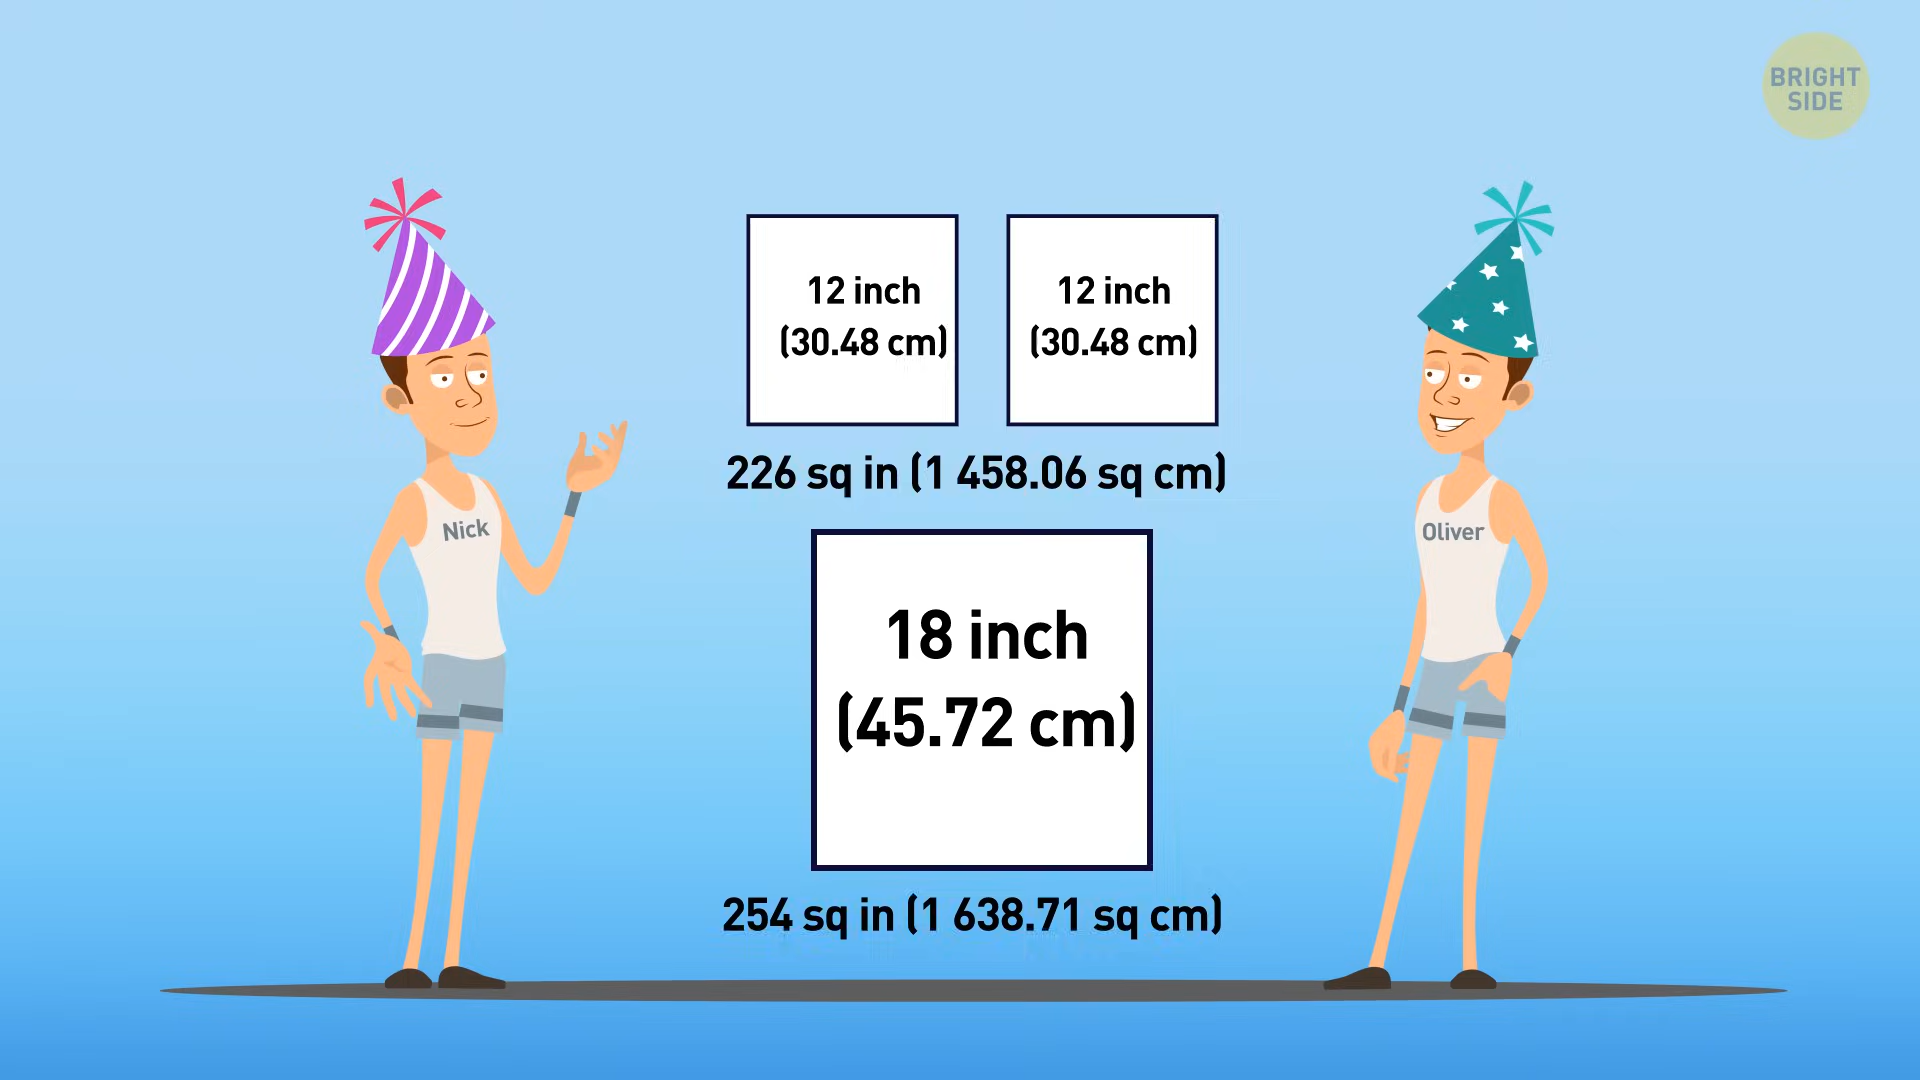 BRIGHT
SIDE
12 inch
(30.48 cm)
12 inch
(30.48 cm)
226 sq in (1 458.06 sq cm)
Nick
Oliver
18 inch
(45.72 cm)
254 sq in (1 638.71 sq cm)